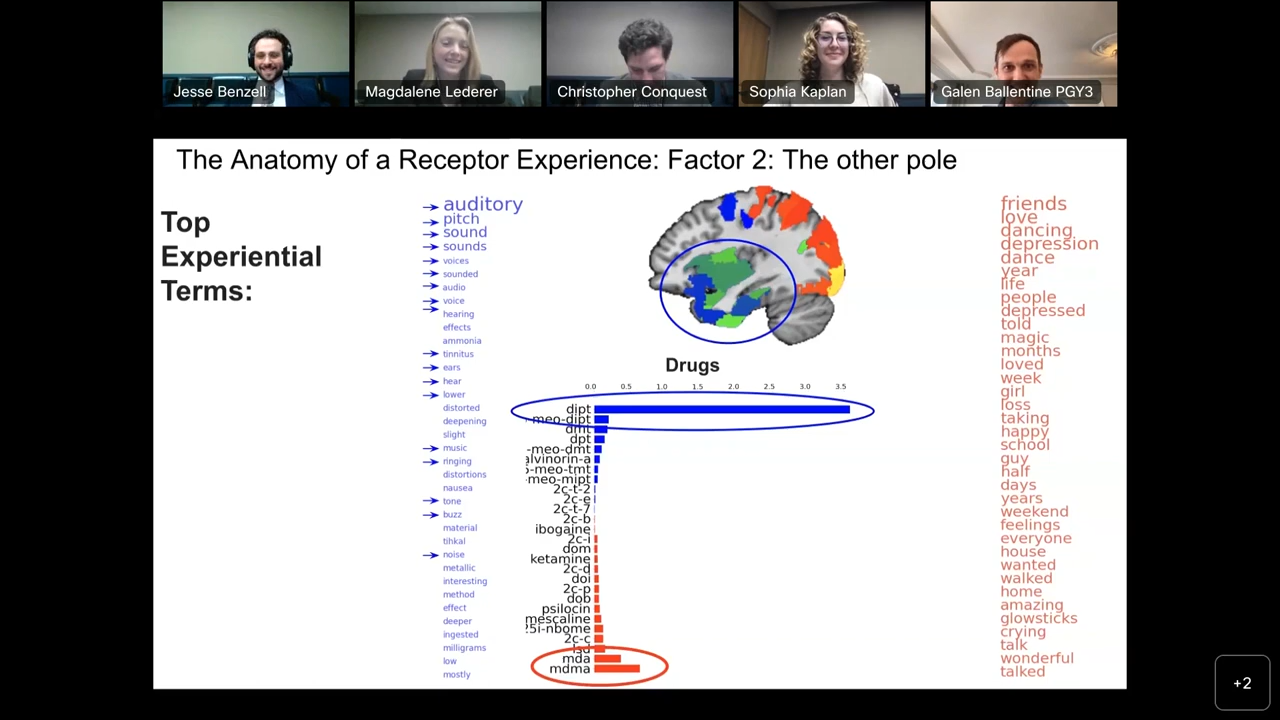 Jesse Benzell
Magdalene Lederer
Christopher Conquest
Sophia Kaplan
Galen Ballentine PGY3
The Anatomy of a Receptor Experience: Factor 2: The other pole
Top
Experiential
Terms:
auditory
pitch
sound
sounds
voices
sounded
audio
voice
hearing
effects
ammonia
tinnitus
ears
hear
lower
distorted
deepening
slight
music
ringing
distortions
nausea
tone
buzz
material
tihkal
noise
metallic
interesting
method
effect
deeper
ingested
milligrams
low
mostly
Drugs
0.0 0.5 1.0 1.5 2.0 2.5 3.0 3.5
dipt
-meo-dipt
dmt
dpt
-meo-dmt
alvinorin-a
-meo-tmt
-meo-mipt
2c-t-2
2c-e
2c-t-7
2c-b
ibogaine
2c-i
dom
ketamine
2c-d
doi
2c-p
dob
psilocin
mescaline
25i-nbome
2c-c
lsd
mda
mdma
friends
love
dancing
depression
dance
year
life
people
depressed
told
magic
months
loved
week
girl
loss
taking
happy
school
guy
half
days
years
weekend
feelings
everyone
house
wanted
walked
home
amazing
glowsticks
crying
talk
wonderful
talked
+2